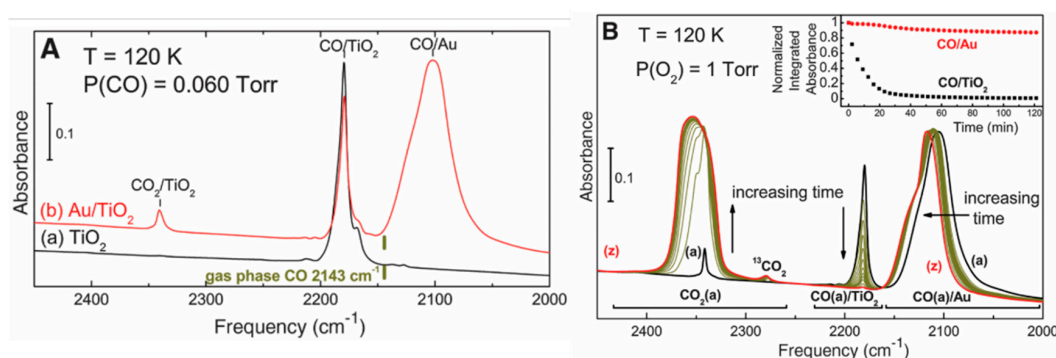 A
T = 120 K
P(CO) = 0.060 Torr
CO/TiO₂
CO/Au
0.1
CO₂/TiO₂
(b) Au/TiO₂
(a) TiO₂
gas phase CO 2143 cm⁻¹
Absorbance
2400
2300
2200
2100
2000
Frequency (cm⁻¹)
B
T = 120 K
P(O₂) = 1 Torr
Normalized
Integrated
Absorbance
1
0.8
0.6
0.4
0.2
0
CO/Au
CO/TiO₂
0 20 40 60 80 100 120
Time (min)
0.1
increasing time
increasing
time
(z)
(a)
¹³CO₂
(z)
(a)
CO₂(a)
CO(a)/TiO₂
CO(a)/Au
Absorbance
2400
2300
2200
2100
2000
Frequency (cm⁻¹)